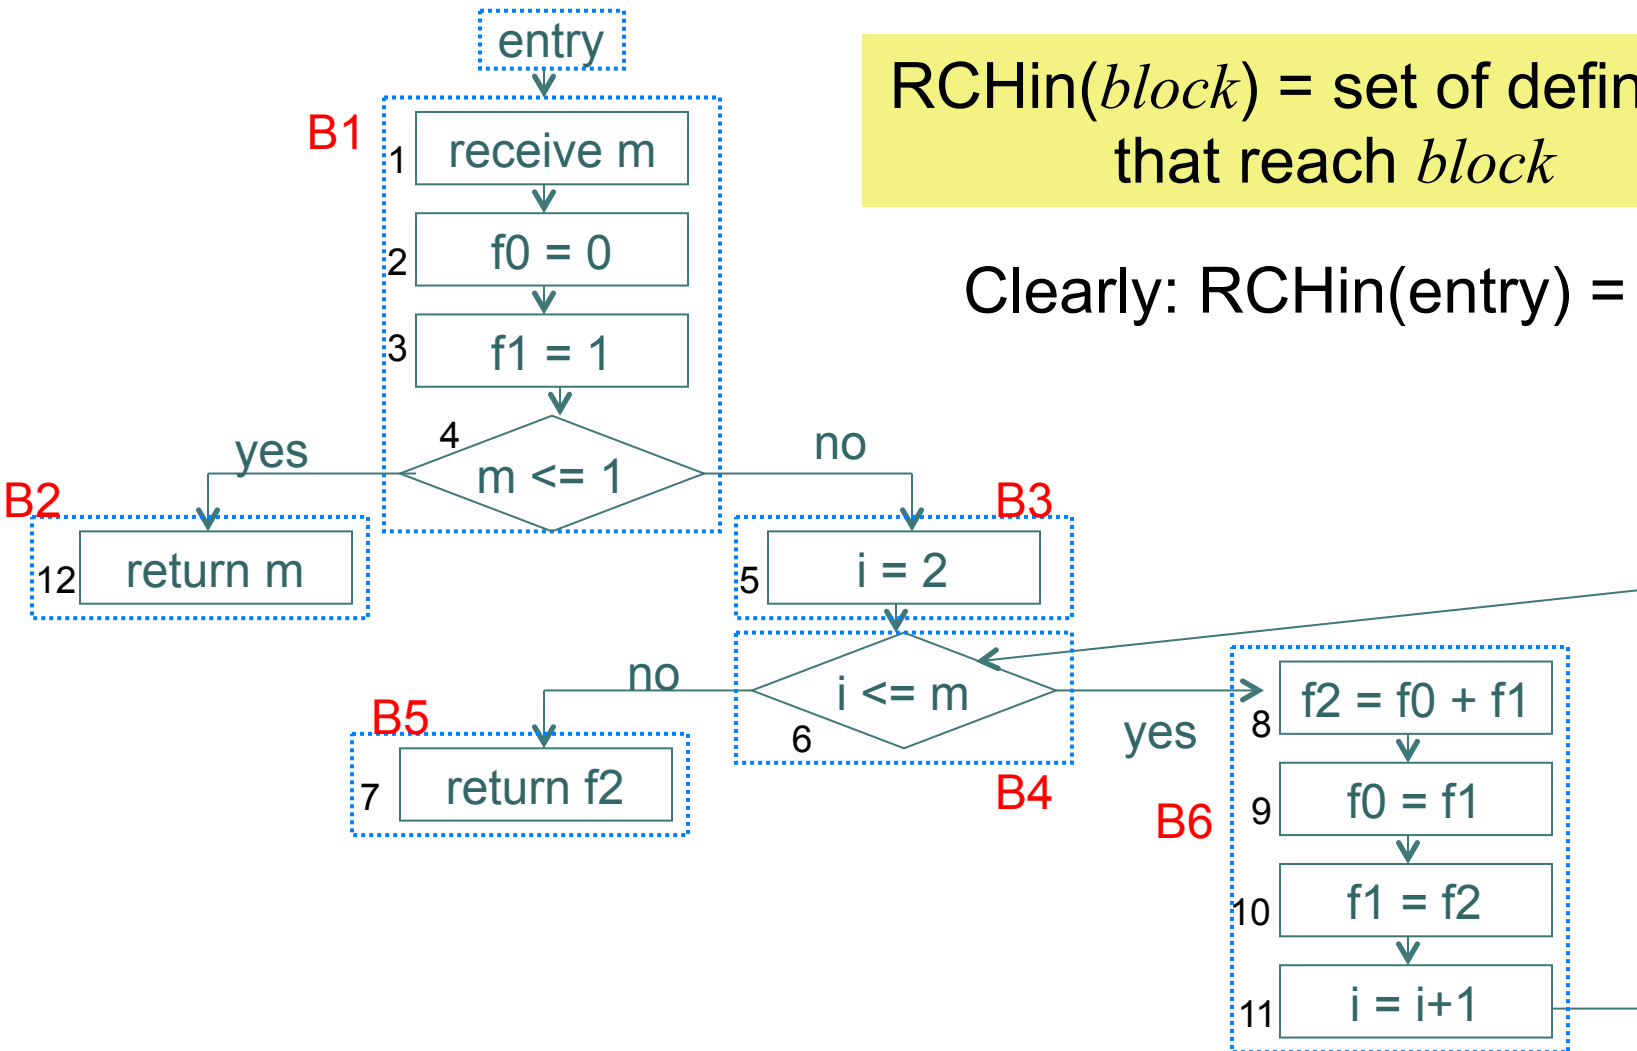 entry
RCHin(block) = set of defin
that reach block
Clearly: RCHin(entry) =
B1
1
receive m
2
f0 = 0
3
f1 = 1
4
m <= 1
yes
no
B2
12
return m
B3
5
i = 2
i <= m
6
B4
no
yes
B5
7
return f2
B6
8
f2 = f0 + f1
9
f0 = f1
10
f1 = f2
11
i = i+1